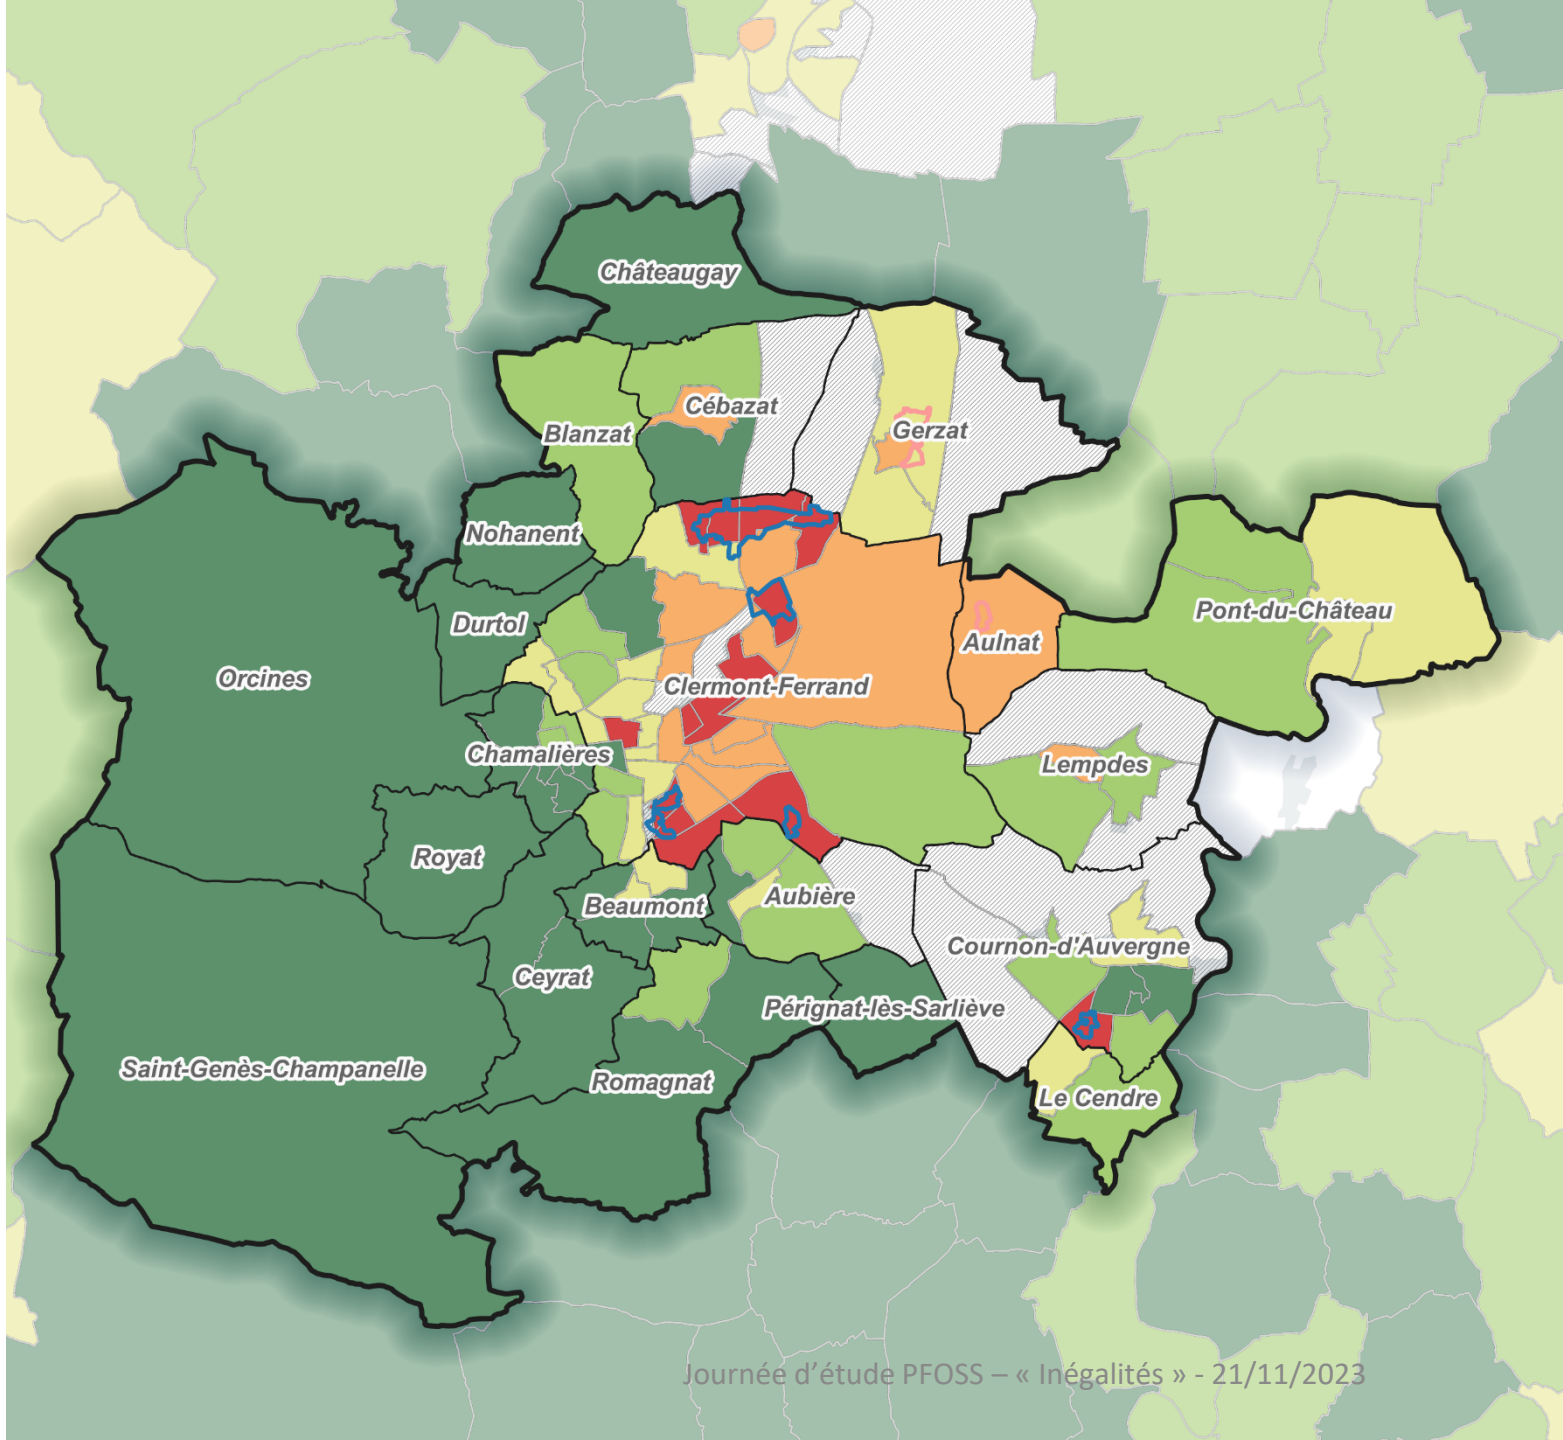 Châteaugay
Cébazat
Gerzat
Blanzat
Nohanent
Pont-du-Château
Durtol
Aulnat
Orcines
Clermont-Ferrand
Chamalières
Lempdes
Royat
Aubière
Beaumont
Cournon-d'Auvergne
Ceyrat
Pérignat-lès-Sarliève
Saint-Genès-Champanelle
Romagnat
Le Cendre
Journée d’étude PFOSS – « Inégalités » - 21/11/2023